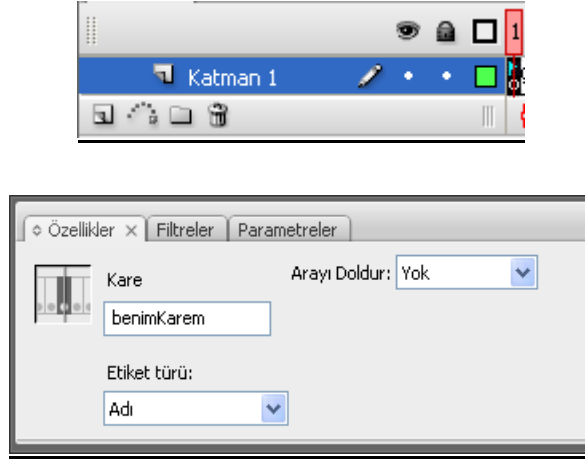 1
Katman 1
Özellikler Filtreler Parametreler
Kare Arayı Doldur: Yok
benimKarem
Etiket türü:
Adı